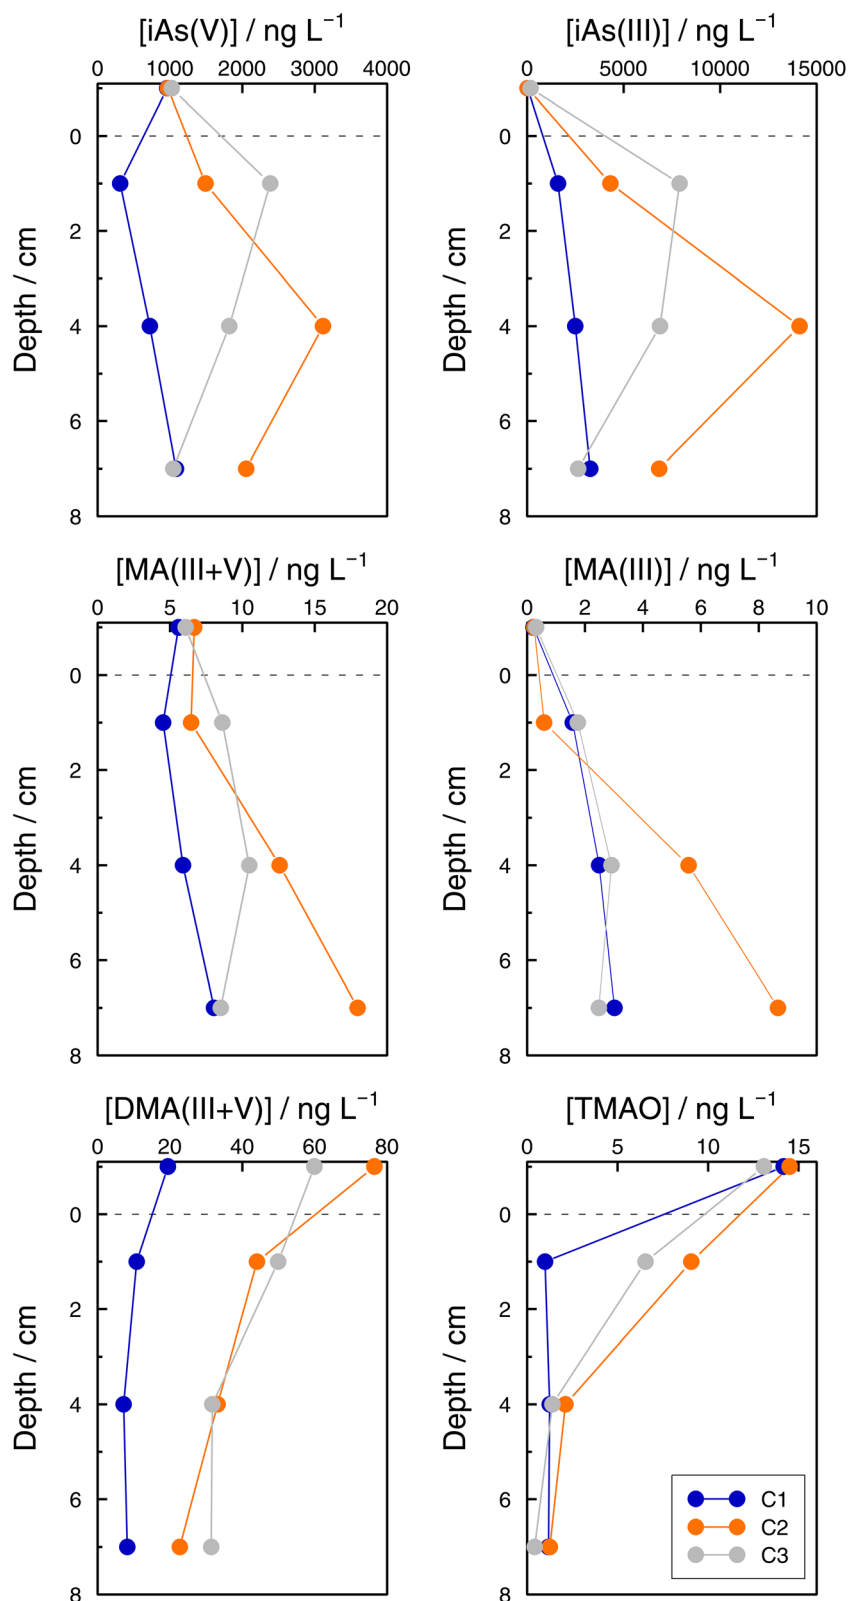 [iAs(V)] / ng L⁻¹
0 1000 2000 3000 4000
0
2
4
6
8
Depth / cm
[iAs(III)] / ng L⁻¹
0 5000 10000 15000
0
2
4
6
8
Depth / cm
[MA(III+V)] / ng L⁻¹
0 5 10 15 20
0
2
4
6
8
Depth / cm
[MA(III)] / ng L⁻¹
0 2 4 6 8 10
0
2
4
6
8
Depth / cm
[DMA(III+V)] / ng L⁻¹
0 20 40 60 80
0
2
4
6
8
Depth / cm
[TMAO] / ng L⁻¹
0 5 10 15
0
2
4
6
8
Depth / cm
C1
C2
C3